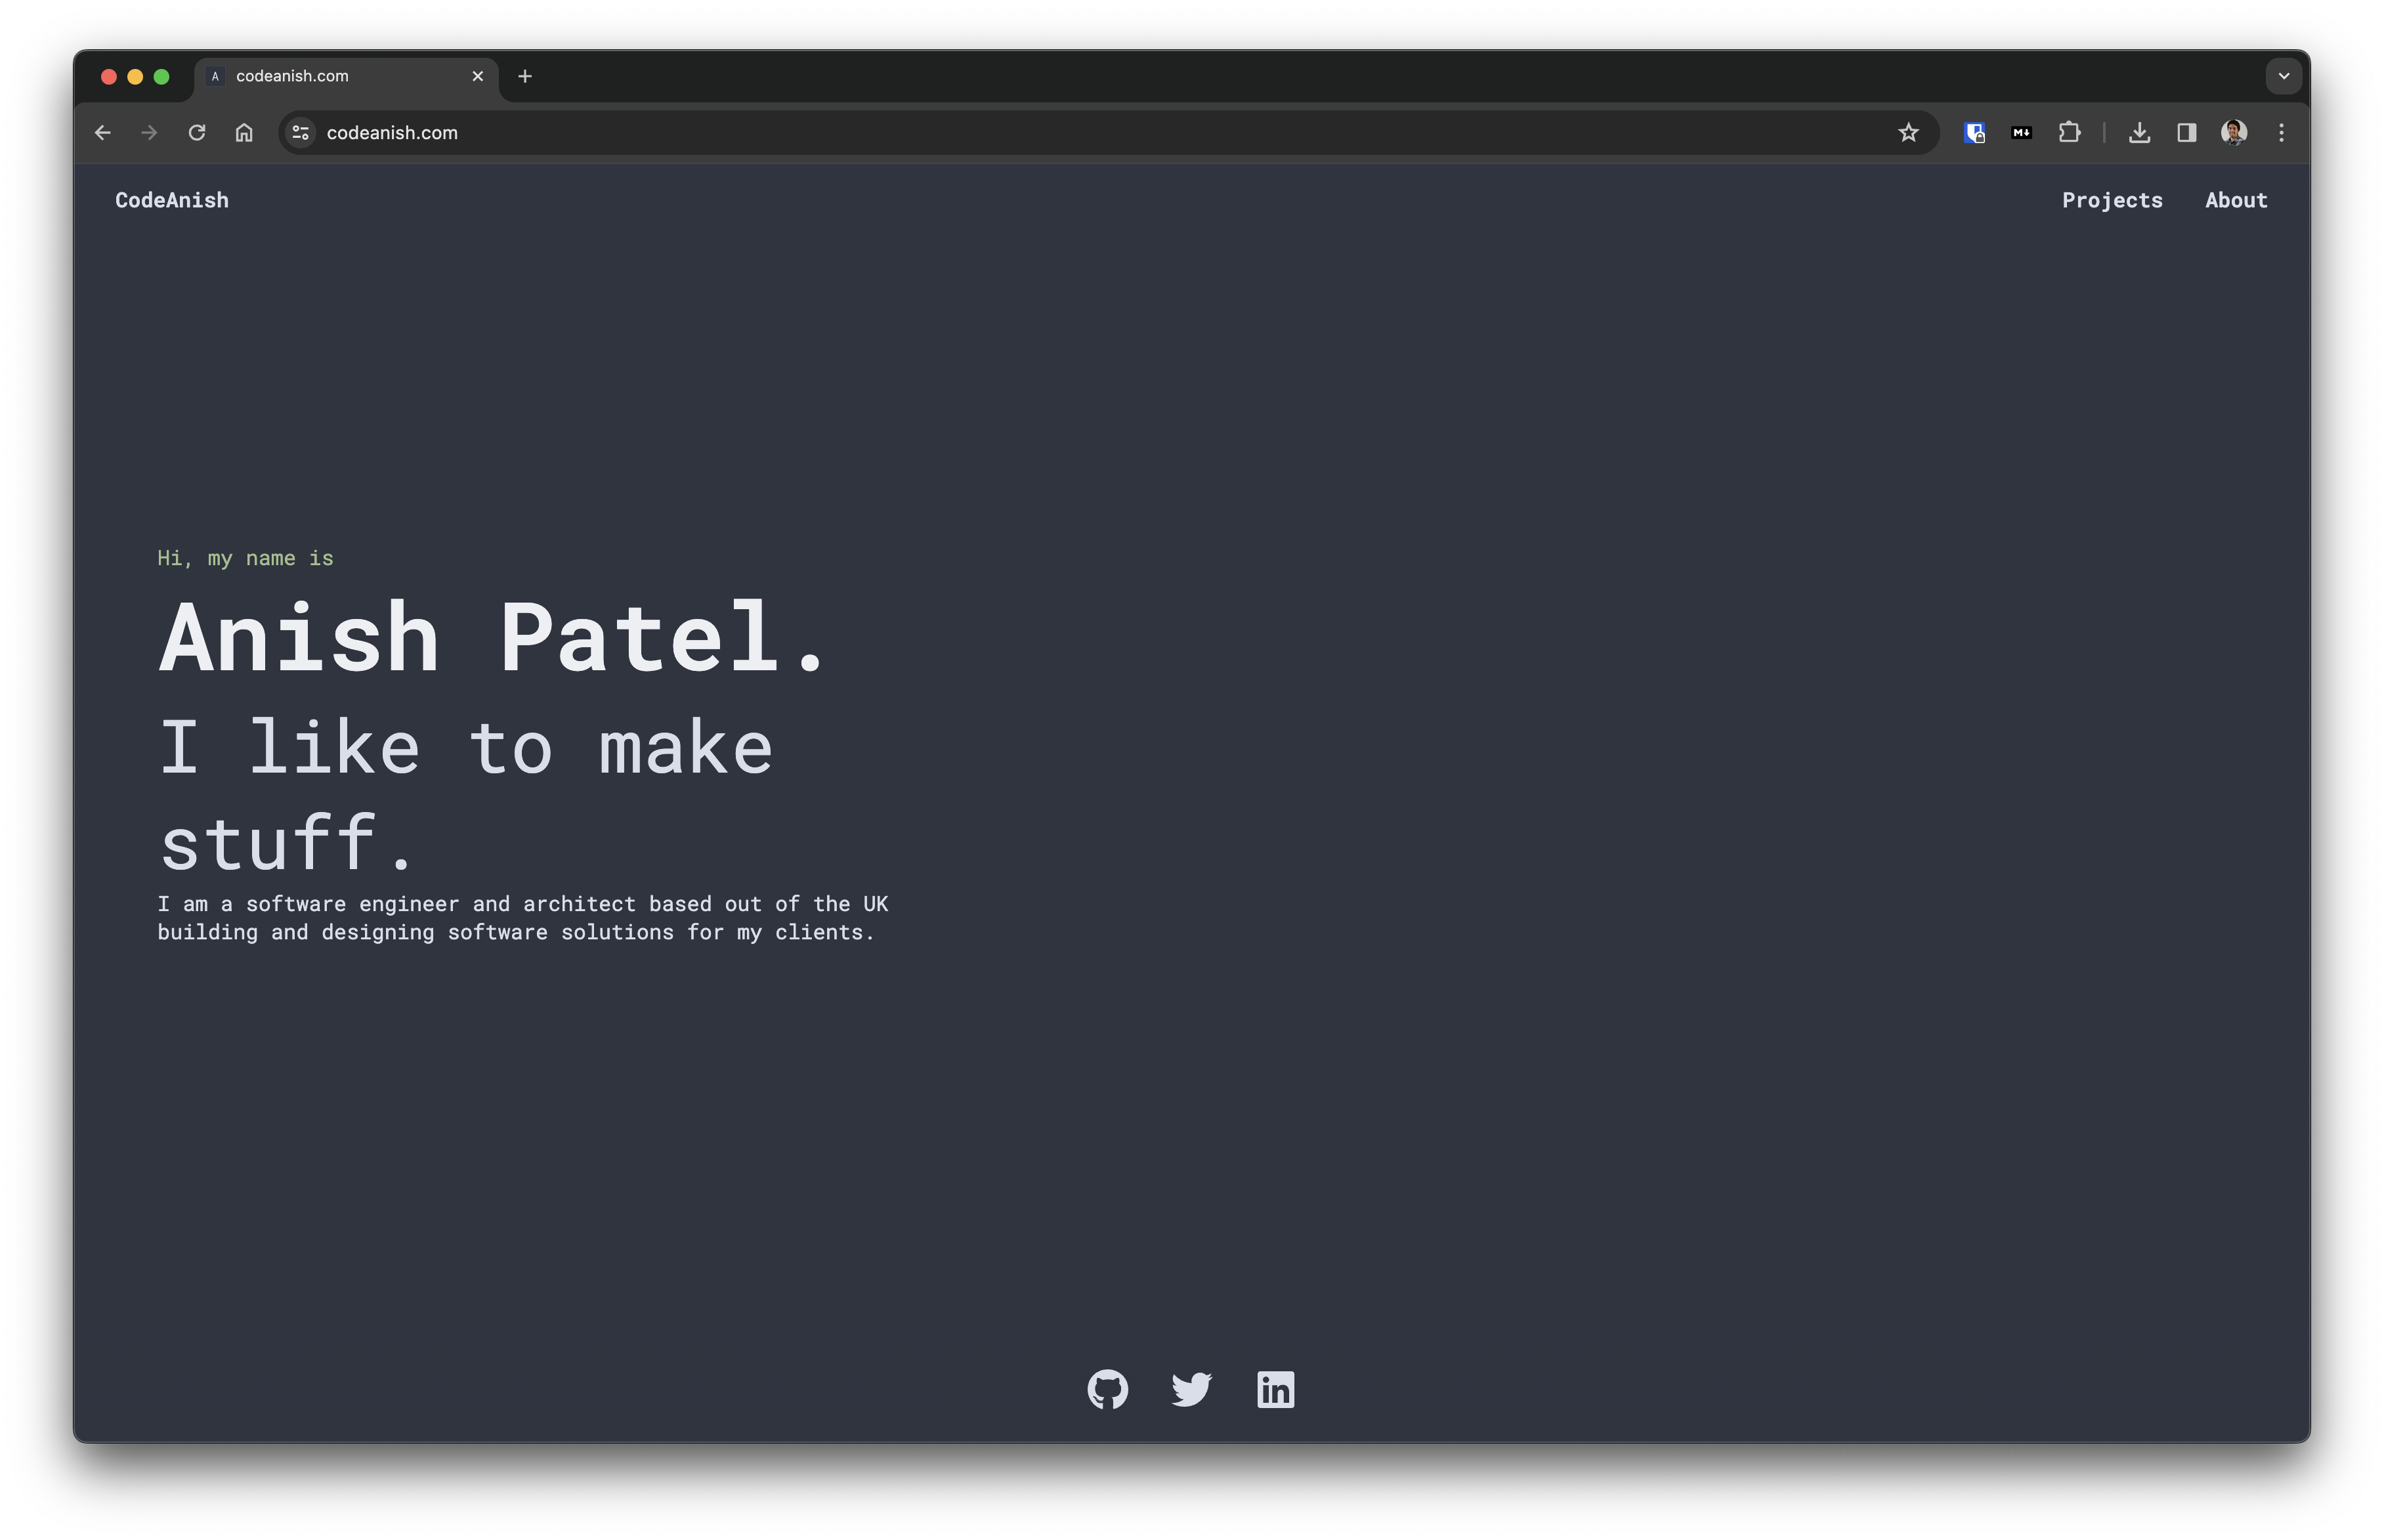 A codeanish.com
codeanish.com
M↓
CodeAnish Projects About
Hi, my name is
Anish Patel.
I like to make
stuff.
I am a software engineer and architect based out of the UK
building and designing software solutions for my clients.
in